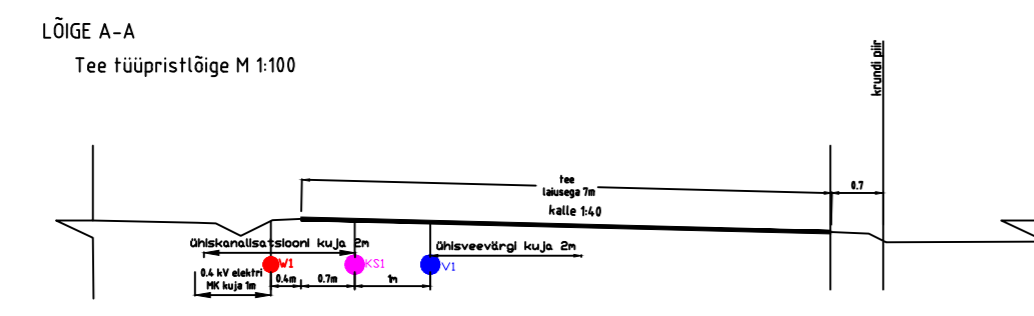 LÕIGE A-A
Tee tüüpristlõige M 1:100
krundi piir
tee
laiusega 7m
0.7
kalle 1:40
ühiskanalisatsiooni kuja 2m
ühisveevärgi kuja 2m
W1
KS1
V1
0.4 kV elektri
MK kuja 1m
0.4m
0.7m
1m